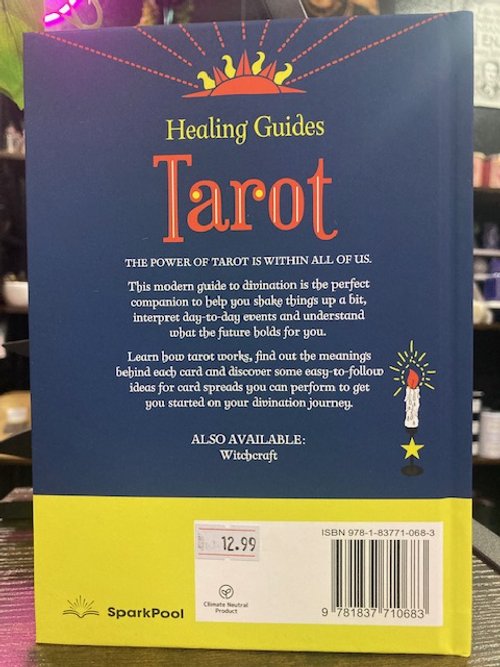 Healing Guides
Tarot
THE POWER OF TAROT IS WITHIN ALL OF US.
This modern guide to divination is the perfect
companion to help you shake things up a bit,
interpret day-to-day events and understand
what the future holds for you.
Learn how tarot works, find out the meanings
behind each card and discover some easy-to-follow
ideas for card spreads you can perform to get
you started on your divination journey.
ALSO AVAILABLE:
Witchcraft
12.99
ISBN 978-1-83771-068-3
9 781837 710683
Climate Neutral
Product
SparkPool